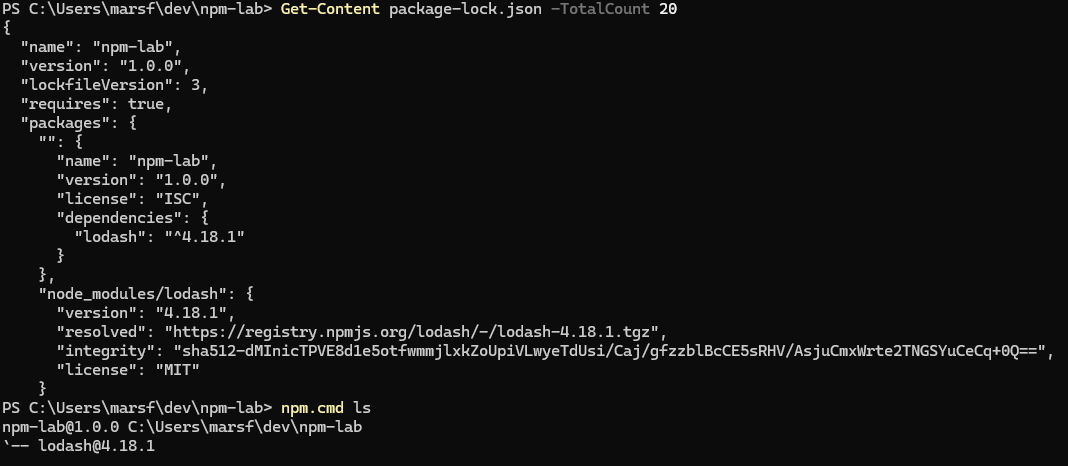 PS C:\Users\marsf\dev\npm-lab> Get-Content package-lock.json -TotalCount 20
{
  "name": "npm-lab",
  "version": "1.0.0",
  "lockfileVersion": 3,
  "requires": true,
  "packages": {
    "": {
      "name": "npm-lab",
      "version": "1.0.0",
      "license": "ISC",
      "dependencies": {
        "lodash": "^4.18.1"
      }
    },
    "node_modules/lodash": {
      "version": "4.18.1",
      "resolved": "https://registry.npmjs.org/lodash/-/lodash-4.18.1.tgz",
      "integrity": "sha512-dMInicTPVE8d1e5otfwmmjlxkZoUpiVLwyeTdUsi/Caj/gfzzblBcCE5sRHV/AsjuCmxWrte2TNGSYuCeCq+0Q==",
      "license": "MIT"
    }
PS C:\Users\marsf\dev\npm-lab> npm.cmd ls
npm-lab@1.0.0 C:\Users\marsf\dev\npm-lab
`-- lodash@4.18.1